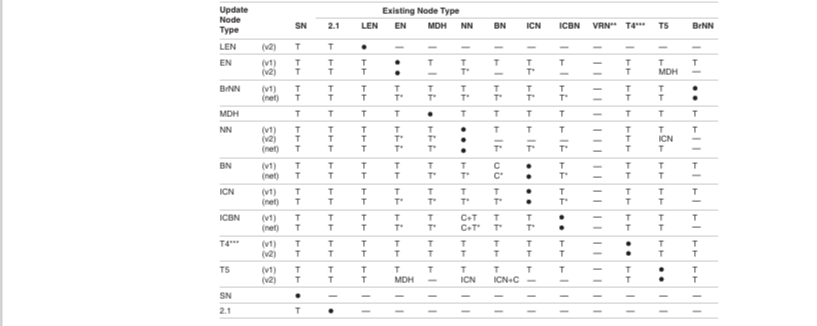 Update Node Type Existing Node Type
SN 2.1 LEN EN MDH NN BN ICN ICBN VRN** T4*** T5 BrNN
LEN (v2) T T ● — — — — — — — — — —
EN (v1) T T T ● T T T T T — T T T
(v2) T T T ● — T* — T* — — T MDH —
BrNN (v1) T T T T T T T T T — T T ●
(net) T T T T* T* T* T* T* T* — T T ●
MDH T T T T ● T T T T — T T T
NN (v1) T T T T T ● T T T — T T T
(v2) T T T T* T* ● — — — — T ICN —
(net) T T T T* T* ● T* T* T* — T T —
BN (v1) T T T T T T C ● T — T T T
(net) T T T T T* T* C* ● T* — T T —
ICN (v1) T T T T T T T ● T — T T T
(net) T T T T* T* T* T* ● T* — T T —
ICBN (v1) T T T T T C+T T T ● — T T T
(net) T T T T* T* C+T* T* T* ● — T T —
T4*** (v1) T T T T T T T T T — ● T T
(v2) T T T T T T T T T — ● T T
T5 (v1) T T T T T T T T T — T ● T
(v2) T T T MDH — ICN ICN+C — — — T ● T
SN ● — — — — — — — — — — — —
2.1 T ● — — — — — — — — — — —